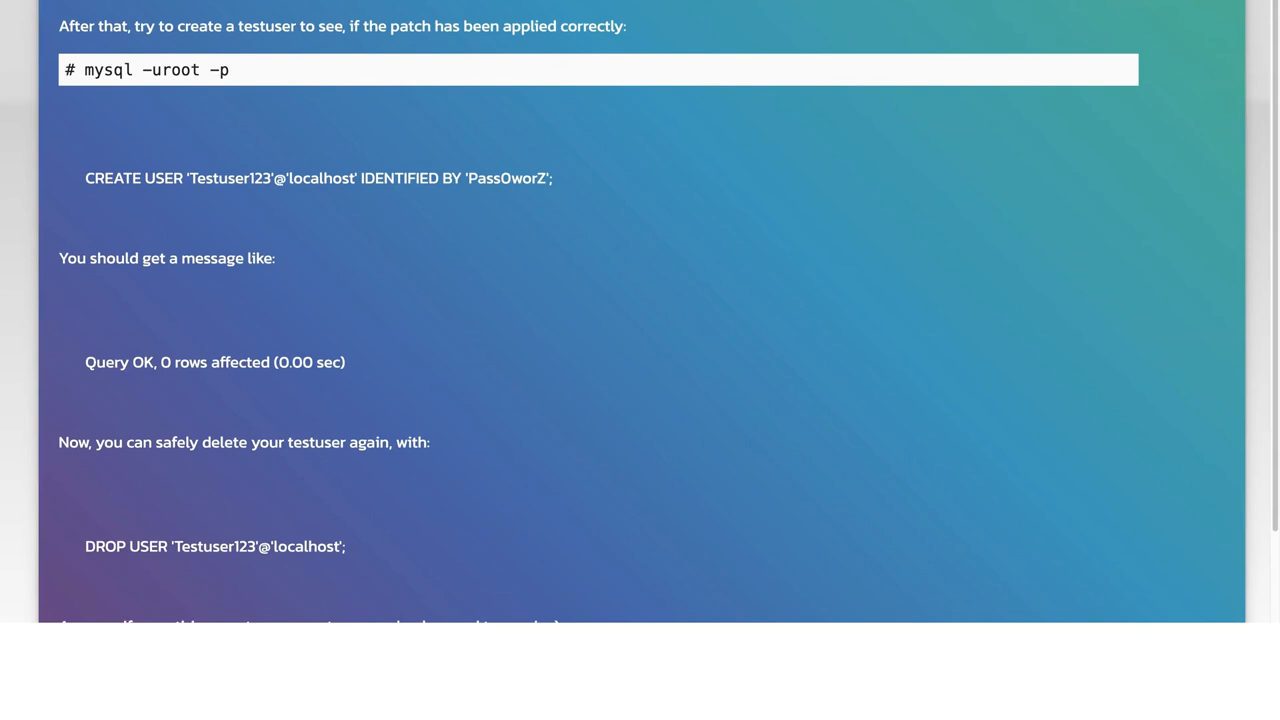 After that, try to create a testuser to see, if the patch has been applied correctly:
# mysql -uroot -p
CREATE USER 'Testuser123'@'localhost' IDENTIFIED BY 'Pass0worZ';
You should get a message like:
Query OK, 0 rows affected (0.00 sec)
Now, you can safely delete your testuser again, with:
DROP USER 'Testuser123'@'localhost';